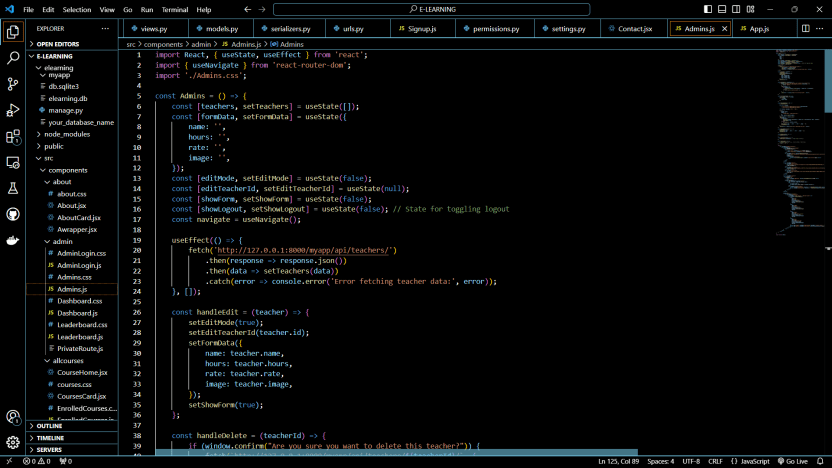 File Edit Selection View Go Run Terminal Help
E-LEARNING
EXPLORER
OPEN EDITORS
E-LEARNING
elearning
myapp
db.sqlite3
elearning.db
manage.py
your_database_name
node_modules
public
src
components
about
about.css
About.jsx
AboutCard.jsx
Awrapper.jsx
admin
AdminLogin.css
AdminLogin.js
Admins.css
Admins.js
Dashboard.css
Dashboard.js
Leaderboard.css
Leaderboard.js
PrivateRoute.js
allcourses
CourseHome.jsx
courses.css
CoursesCard.jsx
EnrolledCourses.c...
EnrolledCourses.js
OUTLINE
TIMELINE
SERVERS
views.py models.py serializers.py urls.py JS Signup.js permissions.py settings.py Contact.jsx JS Admins.js JS App.js
src > components > admin > JS Admins.js > Admins
1 import React, { useState, useEffect } from 'react';
2 import { useNavigate } from 'react-router-dom';
3 import './Admins.css';
4
5 const Admins = () => {
6 const [teachers, setTeachers] = useState([]);
7 const [formData, setFormData] = useState({
8 name: '',
9 hours: '',
10 rate: '',
11 image: '',
12 });
13 const [editMode, setEditMode] = useState(false);
14 const [editTeacherId, setEditTeacherId] = useState(null);
15 const [showForm, setShowForm] = useState(false);
16 const [showLogout, setShowLogout] = useState(false); // State for toggling logout
17 const navigate = useNavigate();
18
19 useEffect(() => {
20 fetch('http://127.0.0.1:8000/myapp/api/teachers/')
21 .then(response => response.json())
22 .then(data => setTeachers(data))
23 .catch(error => console.error('Error fetching teacher data:', error));
24 }, []);
25
26 const handleEdit = (teacher) => {
27 setEditMode(true);
28 setEditTeacherId(teacher.id);
29 setFormData({
30 name: teacher.name,
31 hours: teacher.hours,
32 rate: teacher.rate,
33 image: teacher.image,
34 });
35 setShowForm(true);
36 };
37
38 const handleDelete = (teacherId) => {
39 if (window.confirm("Are you sure you want to delete this teacher?")) {
0 0 0 Ln 125, Col 89 Spaces: 4 UTF-8 CRLF {} JavaScript Go Live